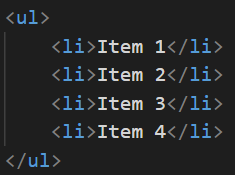 <ul>
    <li>Item 1</li>
    <li>Item 2</li>
    <li>Item 3</li>
    <li>Item 4</li>
</ul>